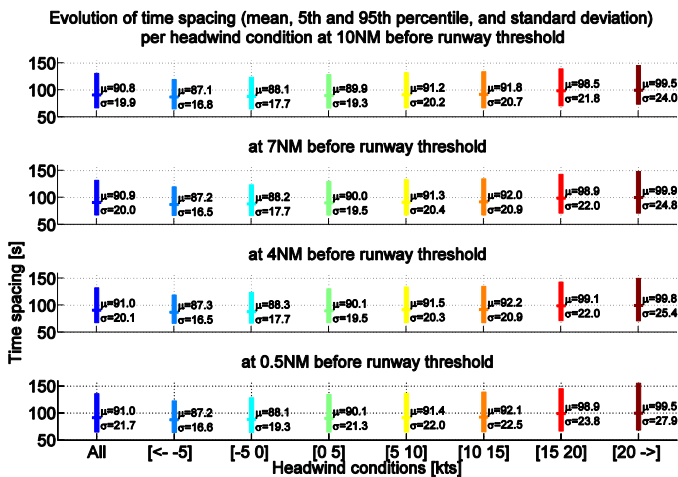 Evolution of time spacing (mean, 5th and 95th percentile, and standard deviation)
per headwind condition at 10NM before runway threshold
150
100
50
μ=90.8
σ=19.9
μ=87.1
σ=16.8
μ=88.1
σ=17.7
μ=89.9
σ=19.3
μ=91.2
σ=20.2
μ=91.8
σ=20.7
μ=98.5
σ=21.8
μ=99.5
σ=24.0
at 7NM before runway threshold
150
100
50
μ=90.9
σ=20.0
μ=87.2
σ=16.5
μ=88.2
σ=17.7
μ=90.0
σ=19.5
μ=91.3
σ=20.4
μ=92.0
σ=20.9
μ=98.9
σ=22.0
μ=99.9
σ=24.8
Time spacing [s]
at 4NM before runway threshold
150
100
50
μ=91.0
σ=20.1
μ=87.3
σ=16.5
μ=88.3
σ=17.7
μ=90.1
σ=19.5
μ=91.5
σ=20.3
μ=92.2
σ=20.9
μ=99.1
σ=22.0
μ=99.8
σ=25.4
at 0.5NM before runway threshold
150
100
50
μ=91.0
σ=21.7
μ=87.2
σ=16.6
μ=88.1
σ=19.3
μ=90.1
σ=21.3
μ=91.4
σ=22.0
μ=92.1
σ=22.5
μ=98.9
σ=23.8
μ=99.5
σ=27.9
All [<- -5] [-5 0] [0 5] [5 10] [10 15] [15 20] [20 ->]
Headwind conditions [kts]